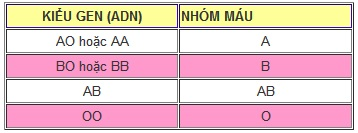 KIỂU GEN (ADN) NHÓM MÁU
AO hoặc AA A
BO hoặc BB B
AB AB
OO O